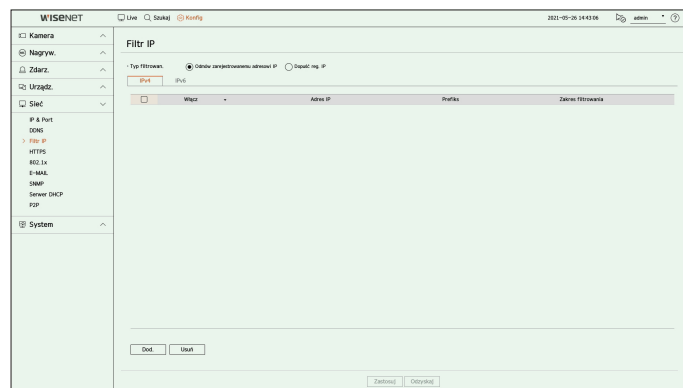 WISENET Live Szukaj Konfig 2021-05-26 14:43:06 admin ?
Kamera
Nagryw.
Zdarz.
Urządz.
Sieć
IP & Port
DDNS
> Filtr IP
HTTPS
802.1x
E-MAIL
SNMP
Serwer DHCP
P2P
System
Filtr IP
• Typ filtrowan. Odmów zarejestrowanemu adresowi IP Dopuść reg. IP
IPv4 IPv6
Włącz Adres IP Prefiks Zakres filtrowania
Dod. Usuń
Zastosuj Odzyskaj